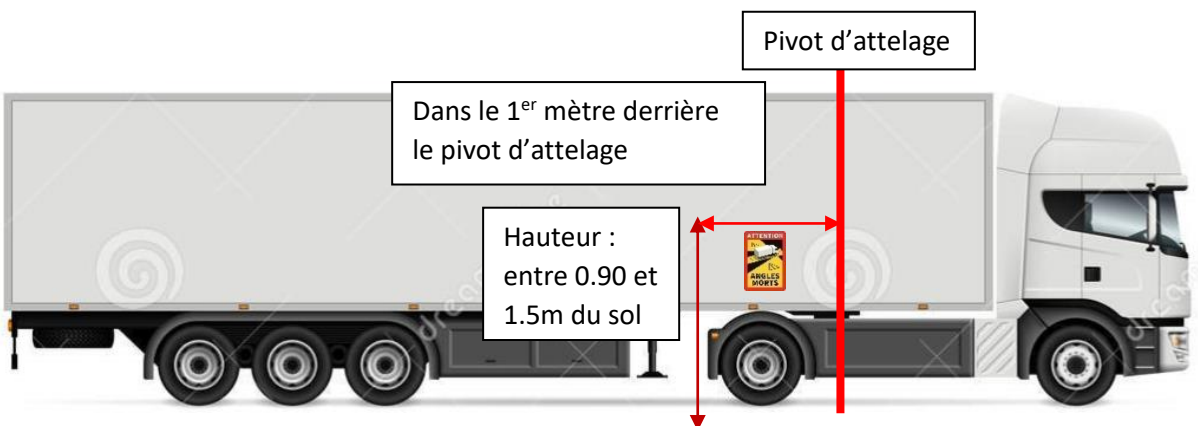 Pivot d’attelage
Dans le 1er mètre derrière
le pivot d’attelage
Hauteur :
entre 0.90 et
1.5m du sol
ATTENTION
ANGLES
MORTS